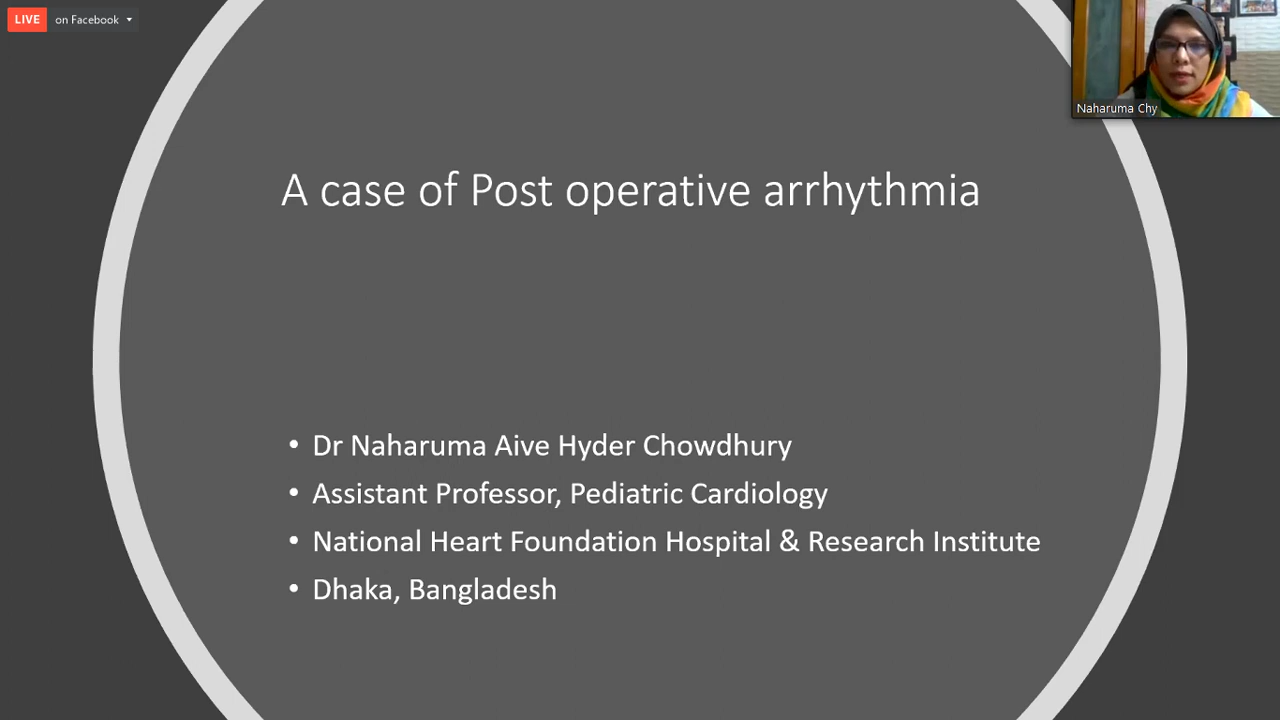 LIVE on Facebook
Naharuma Chy
A case of Post operative arrhythmia
• Dr Naharuma Aive Hyder Chowdhury
• Assistant Professor, Pediatric Cardiology
• National Heart Foundation Hospital & Research Institute
• Dhaka, Bangladesh